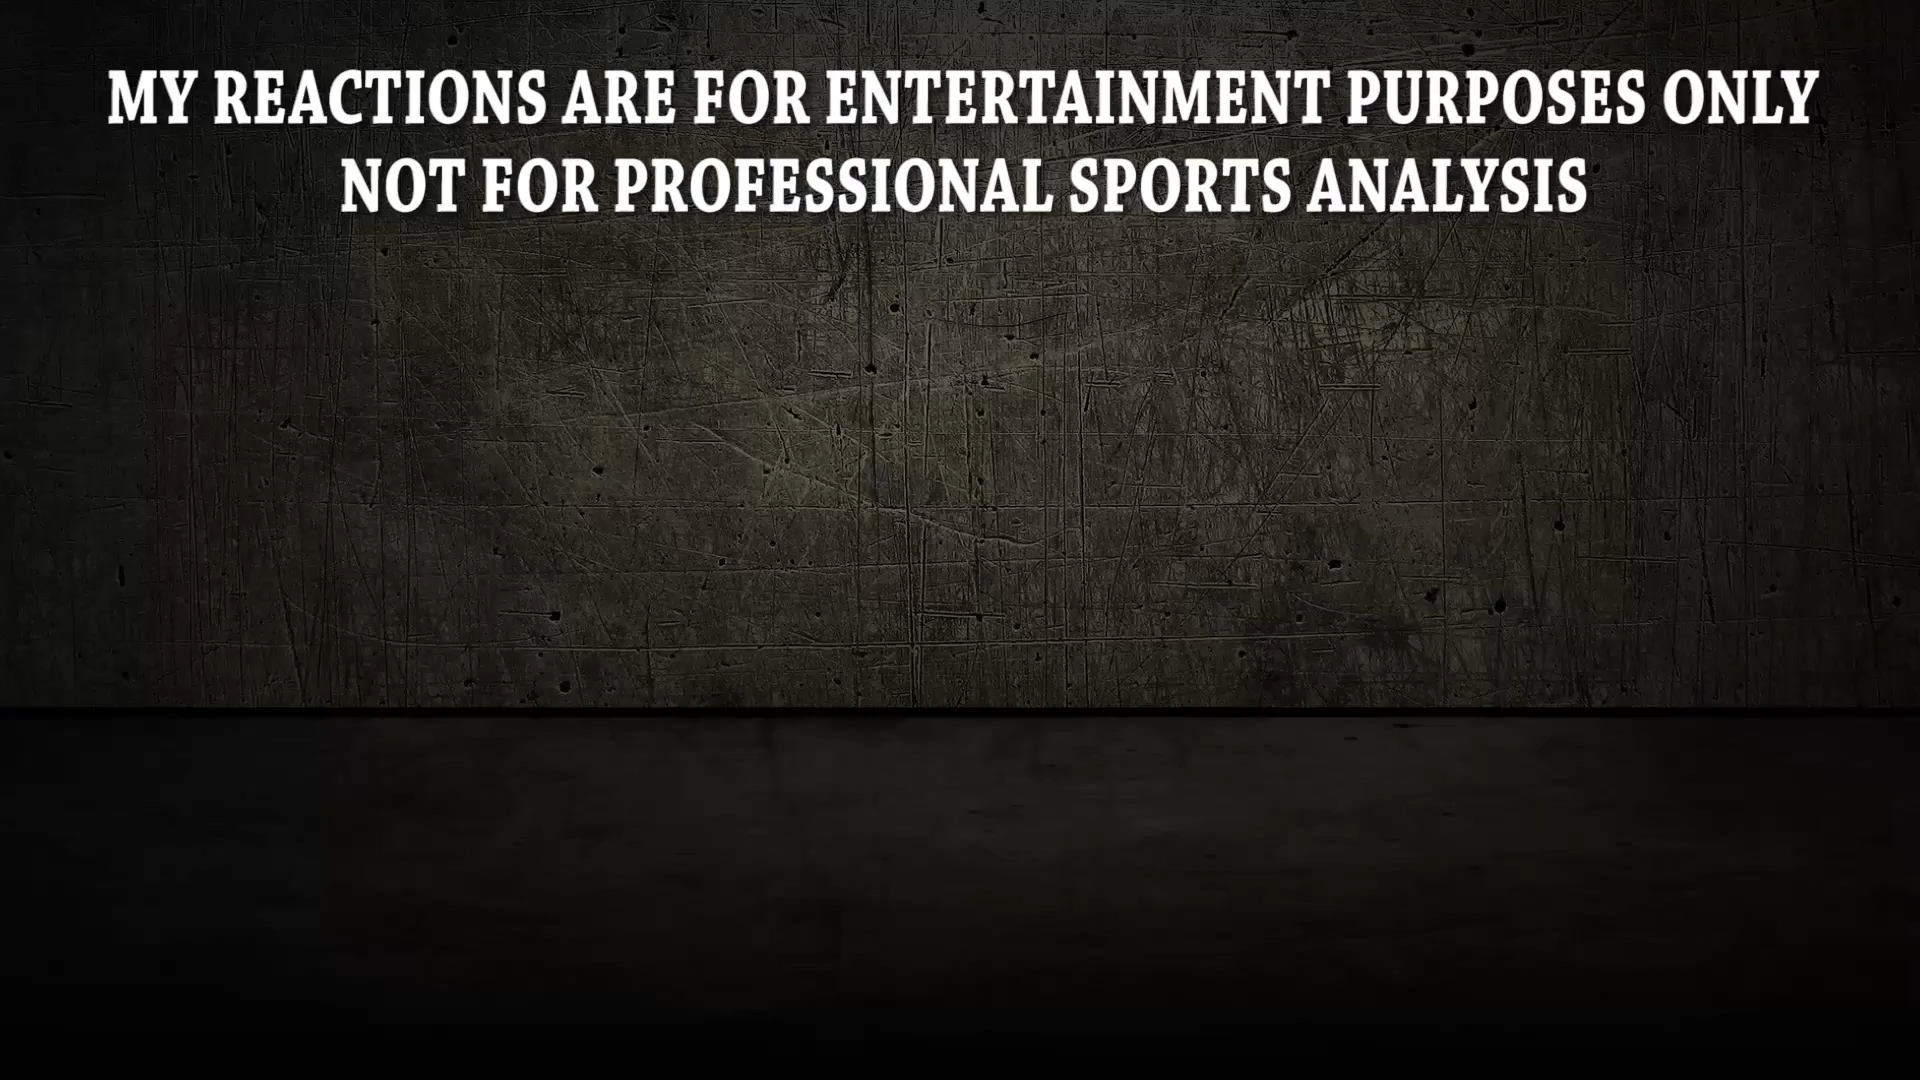 MY REACTIONS ARE FOR ENTERTAINMENT PURPOSES ONLY
NOT FOR PROFESSIONAL SPORTS ANALYSIS